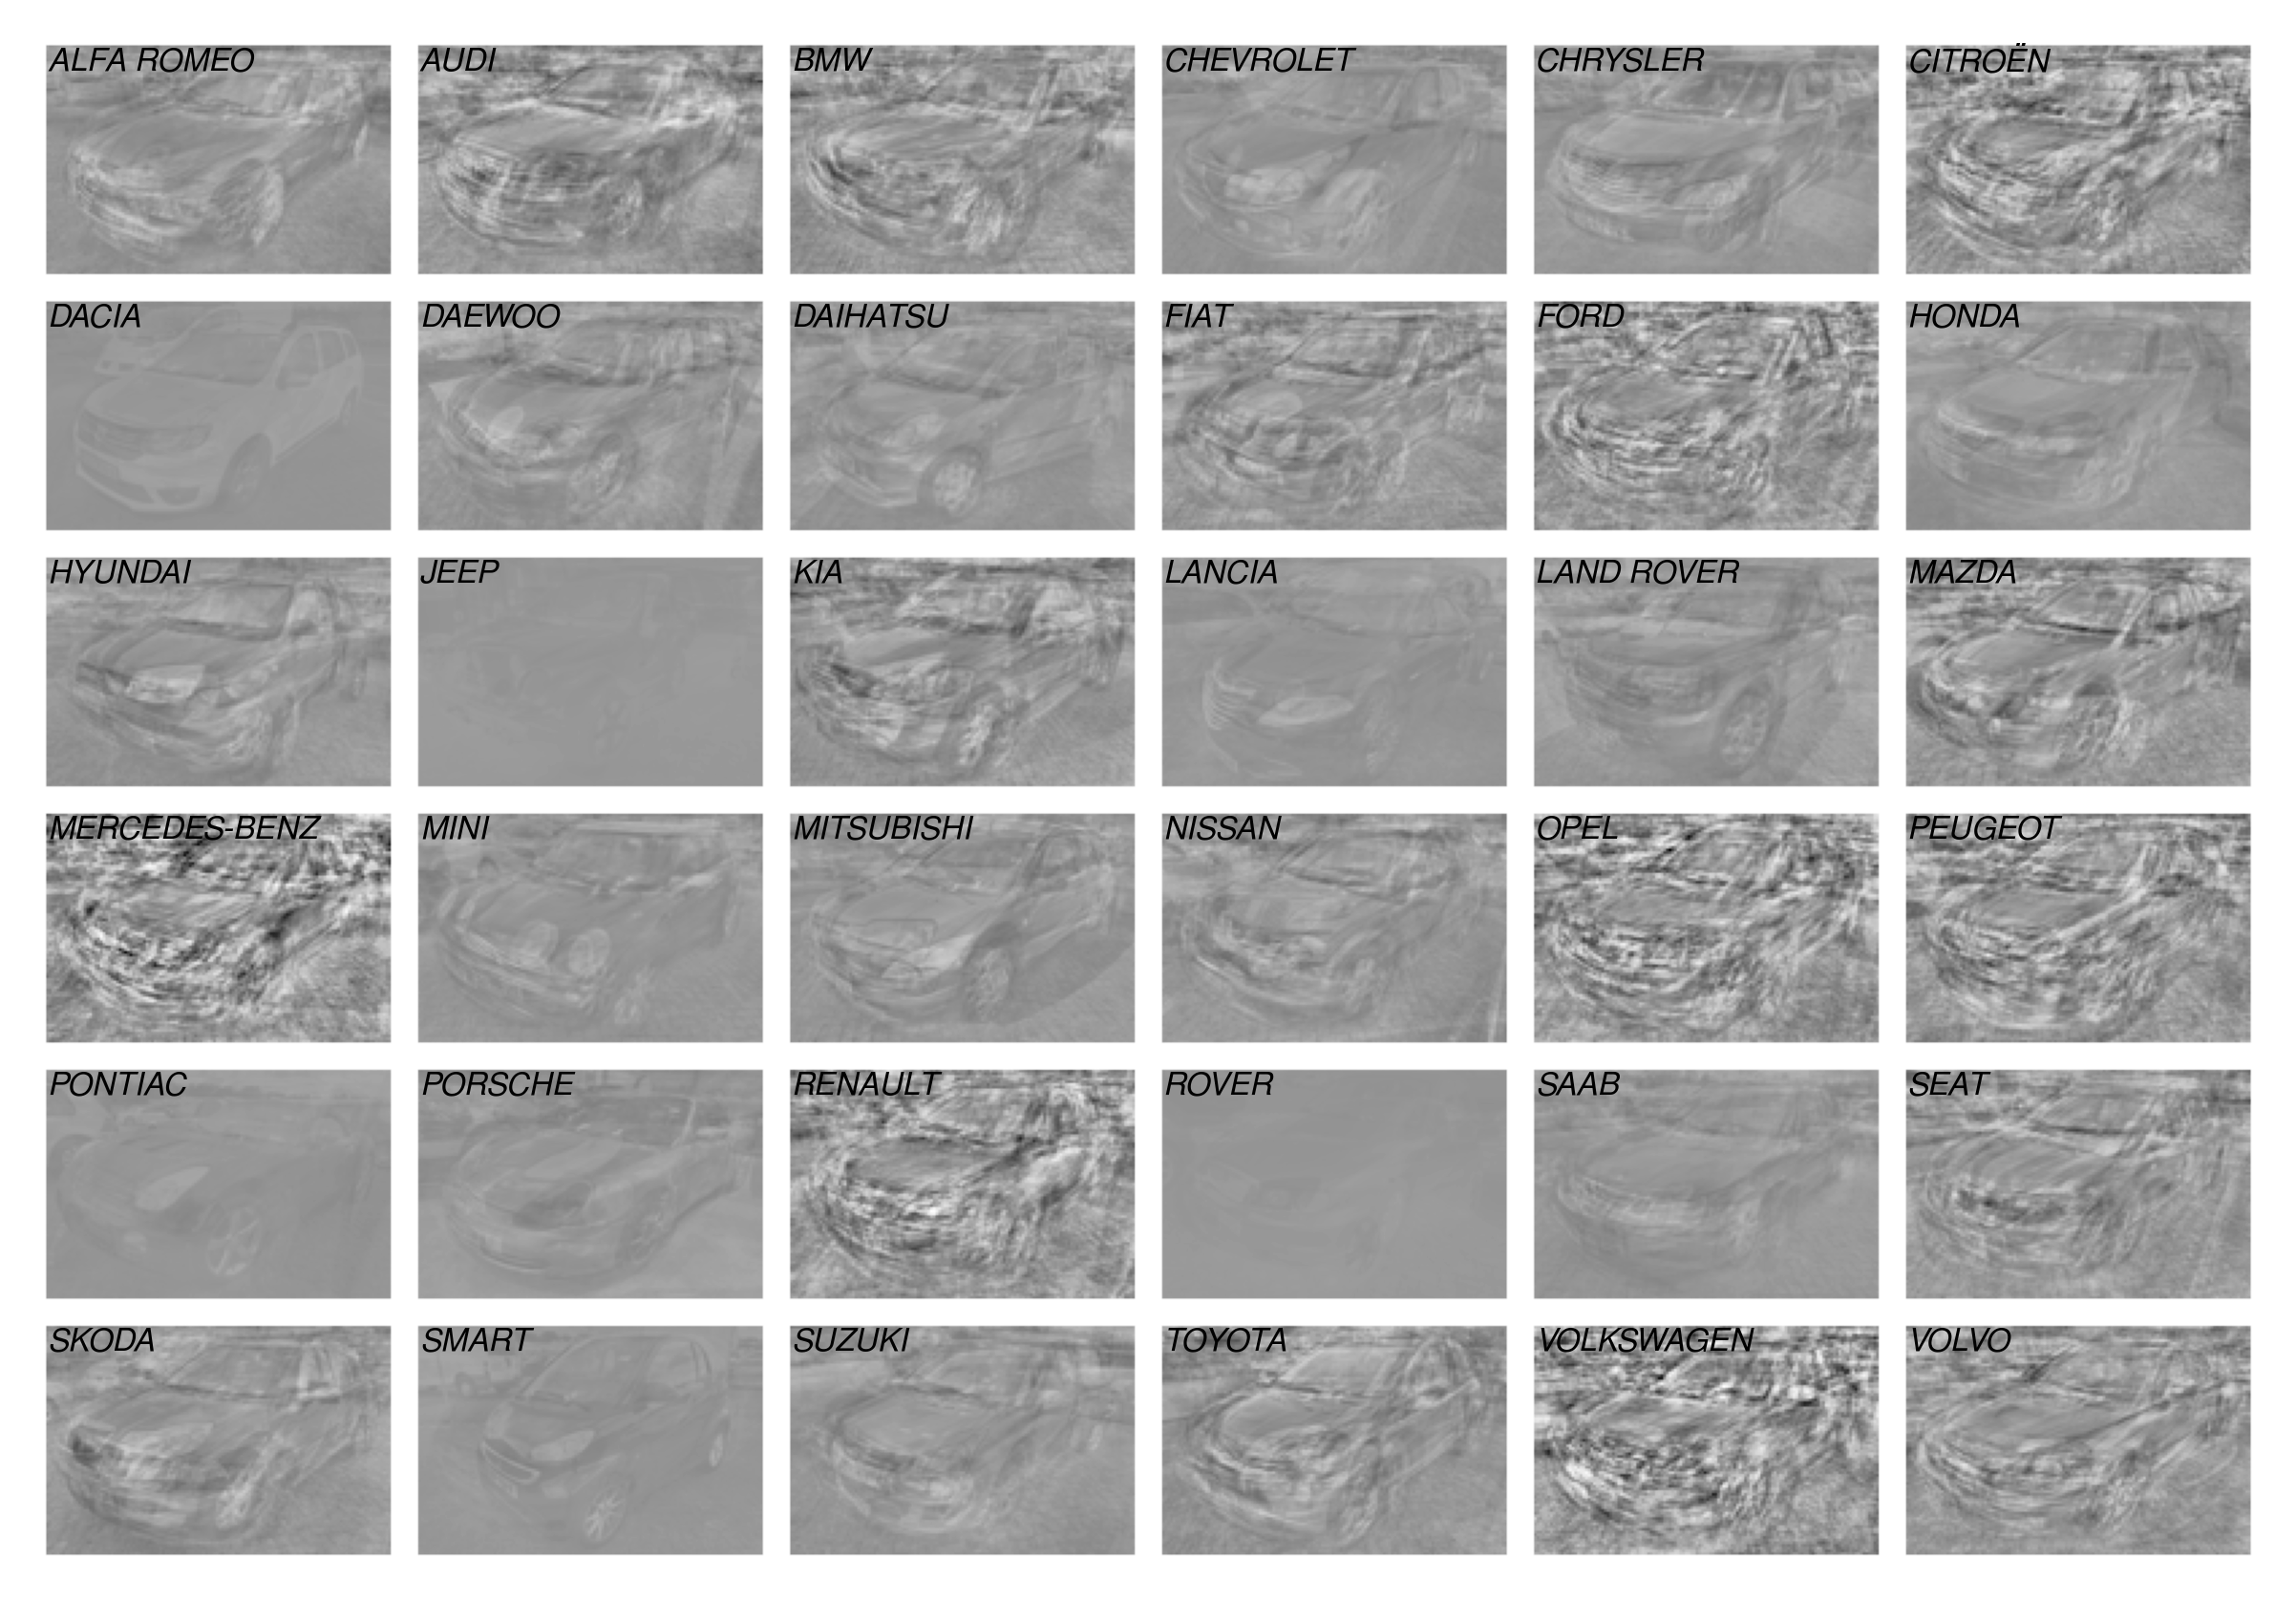 ALFA ROMEO
AUDI
BMW
CHEVROLET
CHRYSLER
CITROËN
DACIA
DAEWOO
DAIHATSU
FIAT
FORD
HONDA
HYUNDAI
JEEP
KIA
LANCIA
LAND ROVER
MAZDA
MERCEDES-BENZ
MINI
MITSUBISHI
NISSAN
OPEL
PEUGEOT
PONTIAC
PORSCHE
RENAULT
ROVER
SAAB
SEAT
SKODA
SMART
SUZUKI
TOYOTA
VOLKSWAGEN
VOLVO